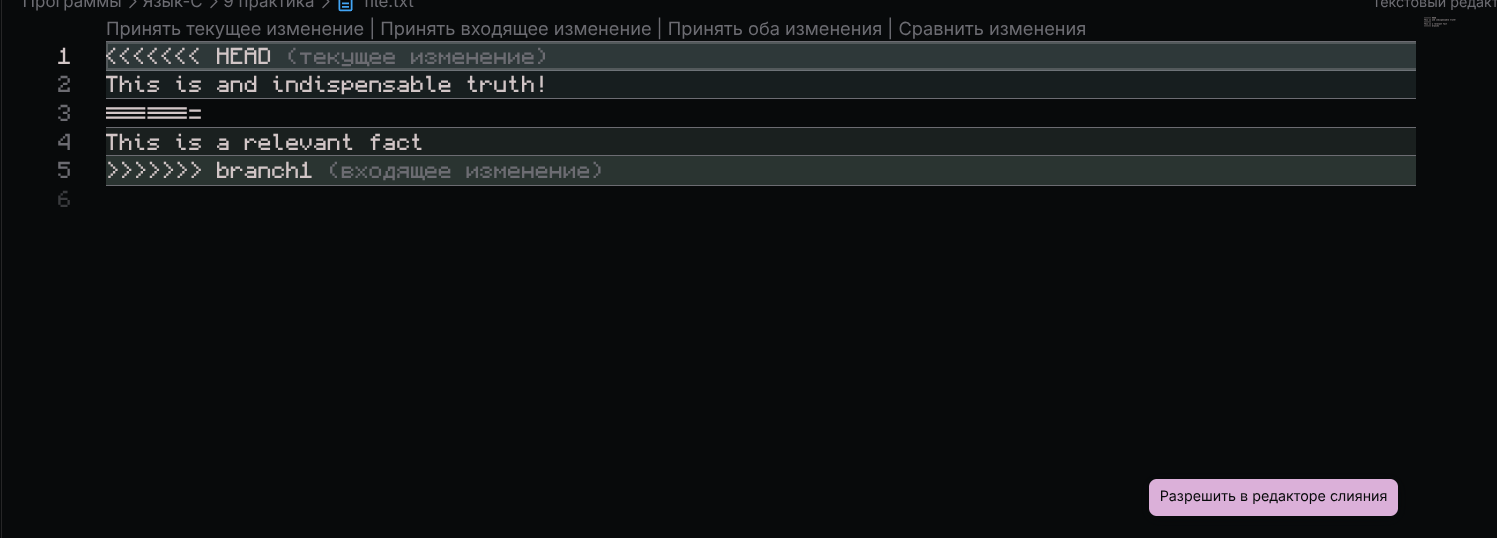 Программы > Язык-C > 9 практика > file.txt
Текстовый редакт
Принять текущее изменение | Принять входящее изменение | Принять оба изменения | Сравнить изменения
1 <<<<<<< HEAD (текущее изменение)
2 This is and indispensable truth!
3 =======
4 This is a relevant fact
5 >>>>>>> branch1 (входящее изменение)
6
Разрешить в редакторе слияния